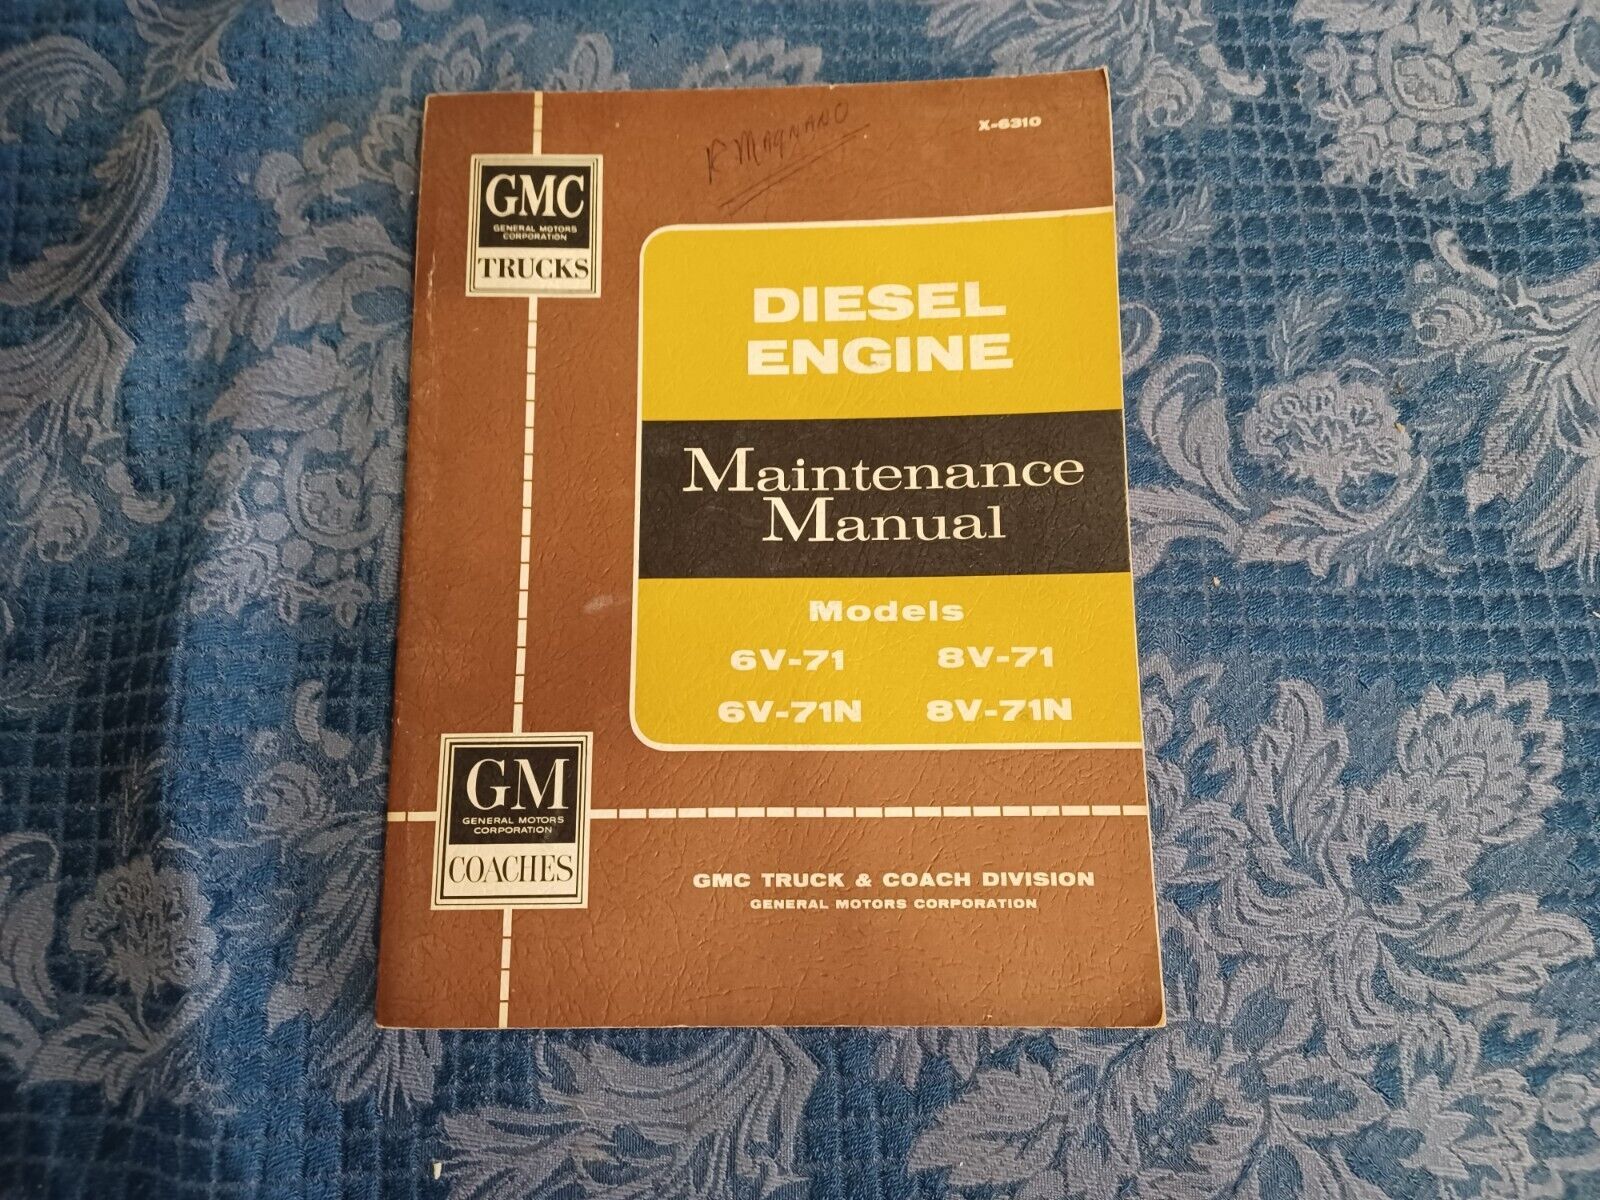 K MAGNANO
X-6310
GMC
GENERAL MOTORS
CORPORATION
TRUCKS
DIESEL
ENGINE
Maintenance
Manual
Models
6V-71 8V-71
6V-71N 8V-71N
GM
GENERAL MOTORS
CORPORATION
COACHES
GMC TRUCK & COACH DIVISION
GENERAL MOTORS CORPORATION